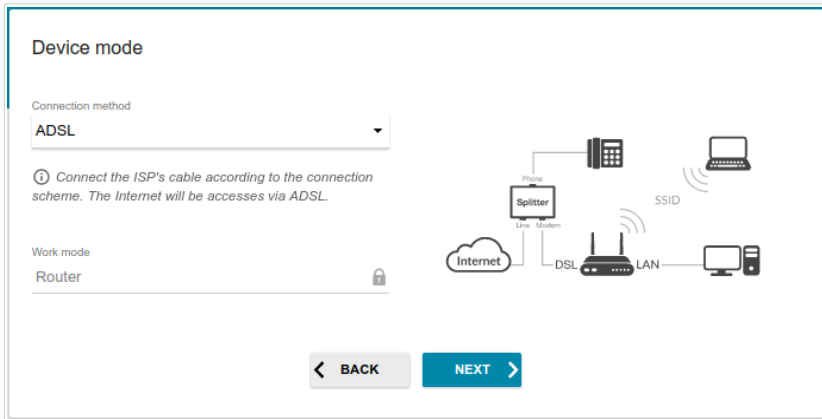 Device mode
Connection method
ADSL
Connect the ISP's cable according to the connection
scheme. The Internet will be accesses via ADSL.
Work mode
Router
Phone
Splitter
Line Modem
SSID
Internet
DSL
LAN
BACK
NEXT